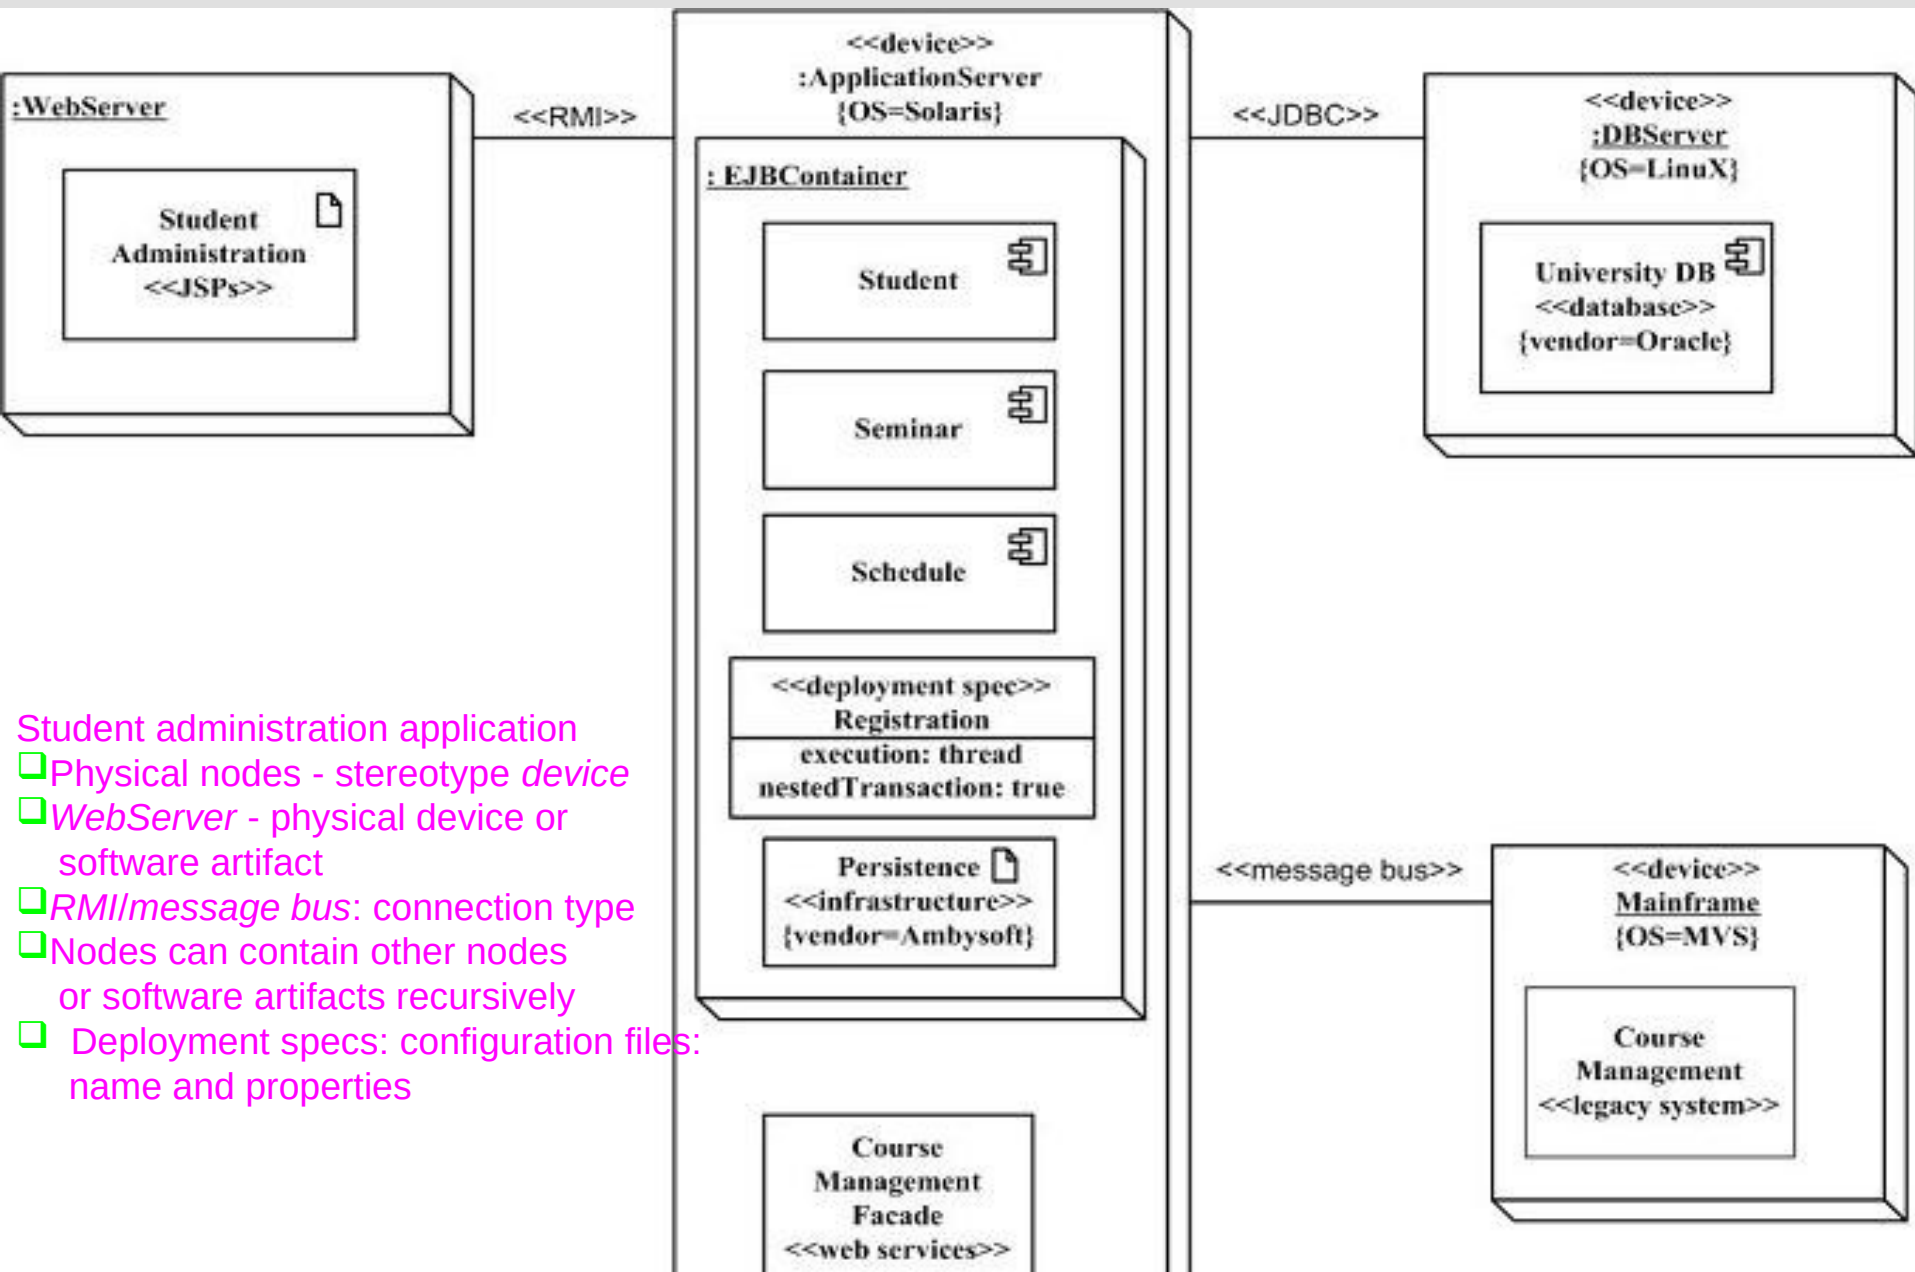 :WebServer
Student
Administration
<<JSPs>>
<<RMI>>
<<device>>
:ApplicationServer
{OS=Solaris}
: EJBContainer
Student
Seminar
Schedule
<<deployment spec>>
Registration
execution: thread
nestedTransaction: true
Persistence
<<infrastructure>>
{vendor=Ambysoft}
Course
Management
Facade
<<web services>>
<<JDBC>>
<<device>>
:DBServer
{OS=LinuX}
University DB
<<database>>
{vendor=Oracle}
<<message bus>>
<<device>>
Mainframe
{OS=MVS}
Course
Management
<<legacy system>>
Student administration application
Physical nodes - stereotype device
WebServer - physical device or
software artifact
RMI/message bus: connection type
Nodes can contain other nodes
or software artifacts recursively
Deployment specs: configuration files:
name and properties